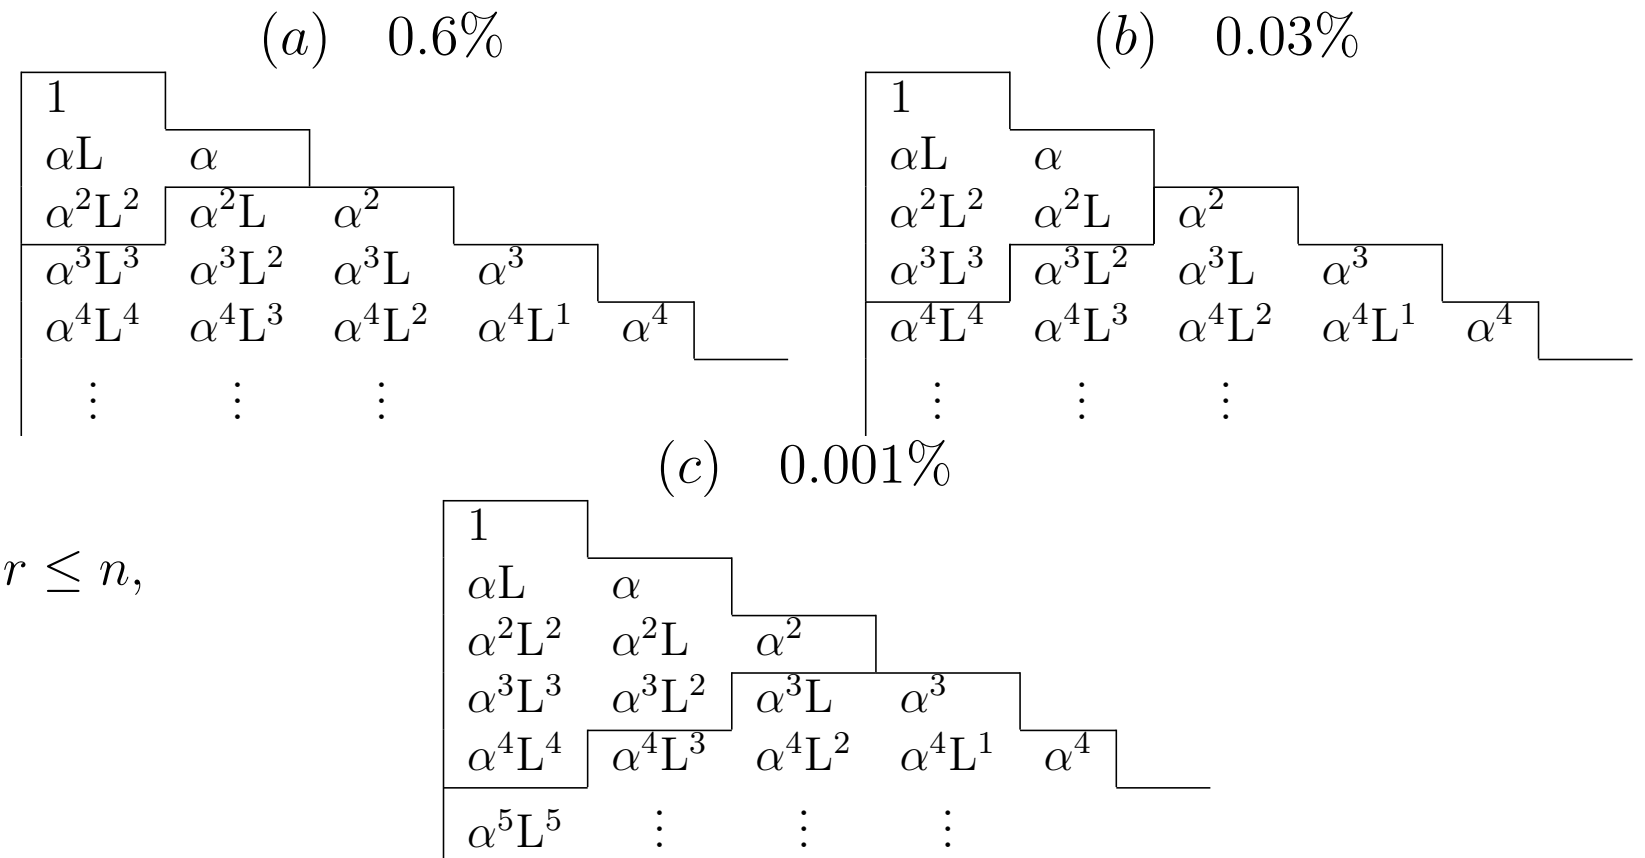 (a) 0.6%
1
αL α
α²L² α²L α²
α³L³ α³L² α³L α³
α⁴L⁴ α⁴L³ α⁴L² α⁴L¹ α⁴
⋮ ⋮ ⋮
(b) 0.03%
1
αL α
α²L² α²L α²
α³L³ α³L² α³L α³
α⁴L⁴ α⁴L³ α⁴L² α⁴L¹ α⁴
⋮ ⋮ ⋮
r ≤ n,
(c) 0.001%
1
αL α
α²L² α²L α²
α³L³ α³L² α³L α³
α⁴L⁴ α⁴L³ α⁴L² α⁴L¹ α⁴
α⁵L⁵ ⋮ ⋮ ⋮